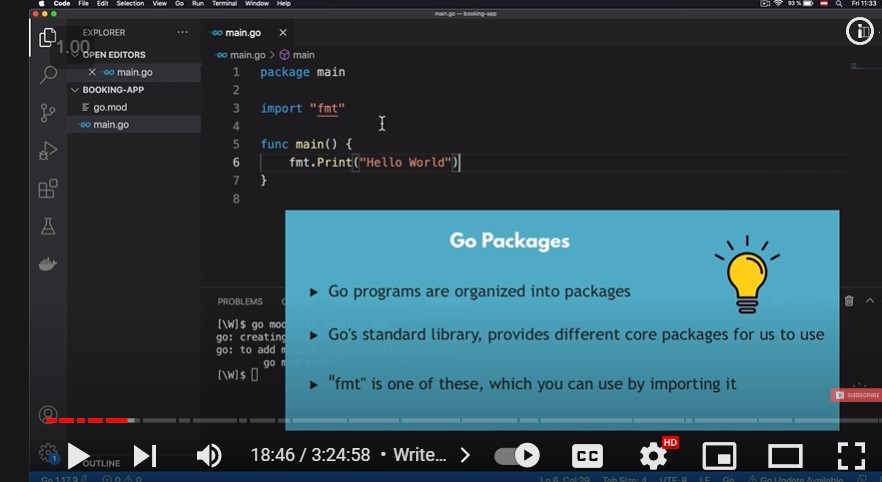 Code File Edit Selection View Go Run Terminal Window Help
93 % Fri 11:33
main.go — booking-app
EXPLORER
1.00
OPEN EDITORS
main.go
BOOKING-APP
go.mod
main.go
main.go
main.go > main
1 package main
2
3 import "fmt"
4
5 func main() {
6 fmt.Print("Hello World")
7 }
8
Go Packages
Go programs are organized into packages
Go's standard library, provides different core packages for us to use
"fmt" is one of these, which you can use by importing it
PROBLEMS
[\W]$ go mod
go: creating
go: to add
go mod
[\W]$
SUBSCRIBE
18:46 / 3:24:58 • Write... >
CC
HD
OUTLINE
1
Go 1.17.3
0 0
Ln 6, Col 29 Tab Size: 4 UTF-8 LF Go Go Update Available